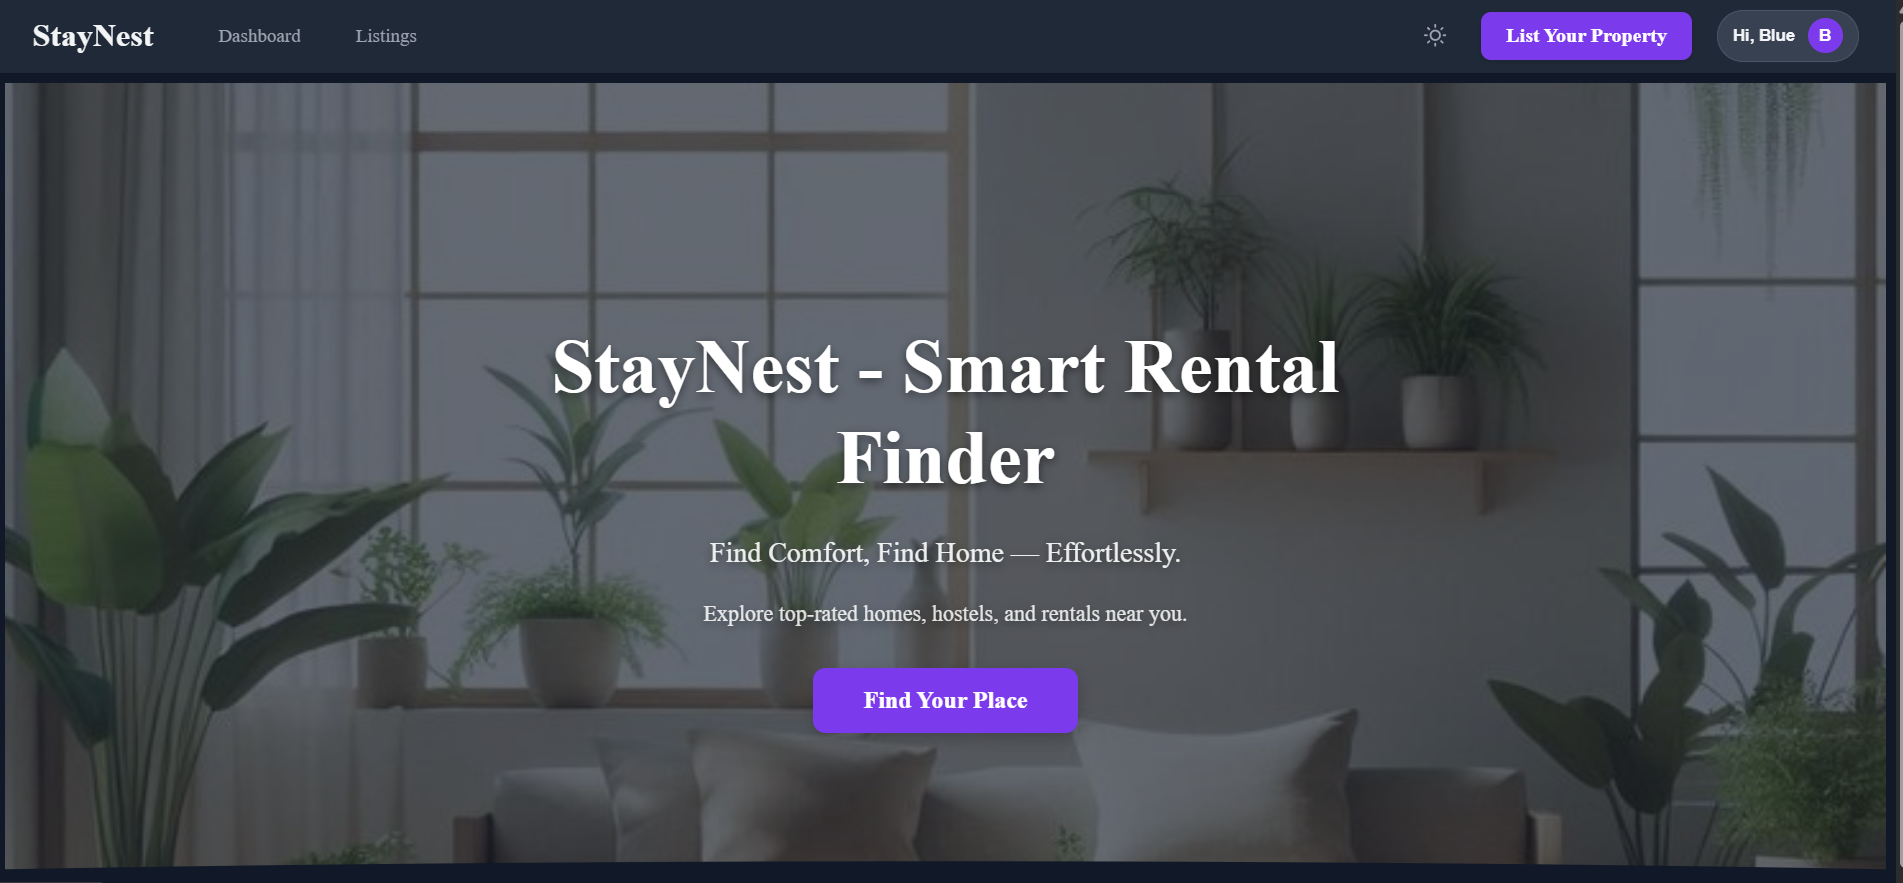 StayNest
Dashboard
Listings
List Your Property
Hi, Blue
B
StayNest - Smart Rental
Finder
Find Comfort, Find Home — Effortlessly.
Explore top-rated homes, hostels, and rentals near you.
Find Your Place